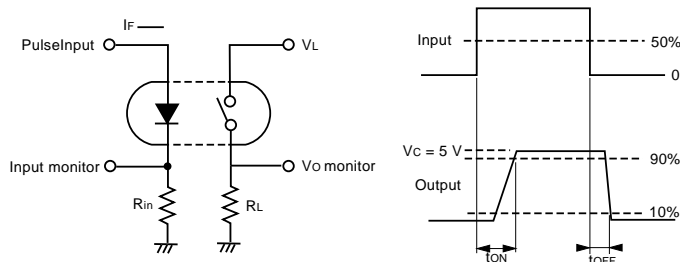 IF
PulseInput
VL
Input monitor
VO monitor
Rin
RL
Input
50%
0
VC = 5 V
90%
Output
10%
tON
tOFF